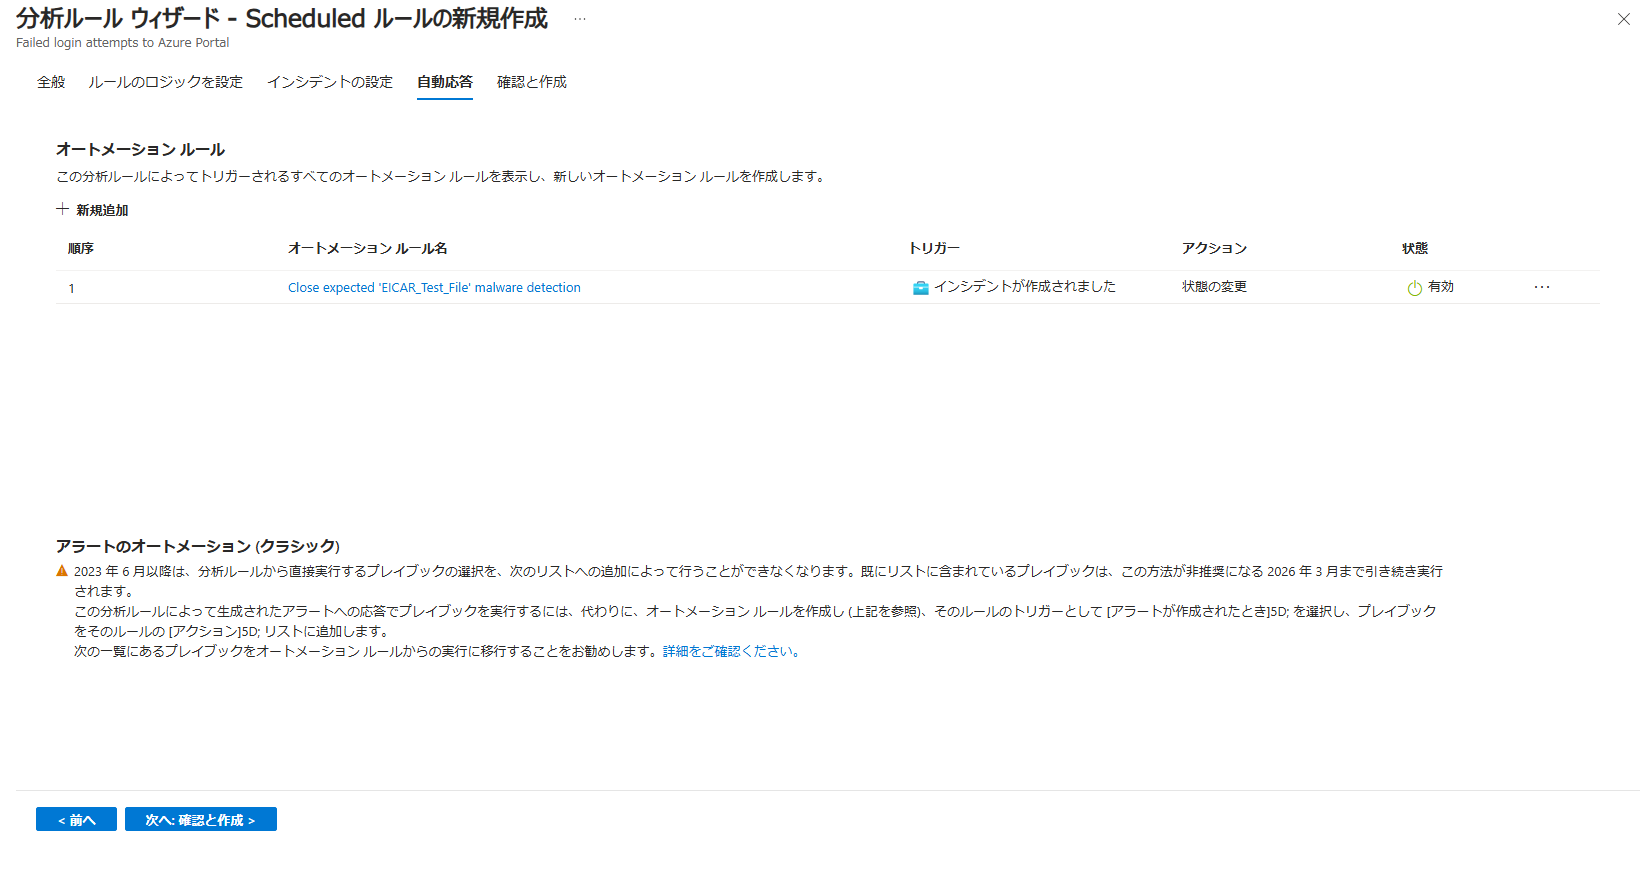 分析ルール ウィザード - Scheduled ルールの新規作成 …
Failed login attempts to Azure Portal
全般 ルールのロジックを設定 インシデントの設定 自動応答 確認と作成
オートメーション ルール
この分析ルールによってトリガーされるすべてのオートメーション ルールを表示し、新しいオートメーション ルールを作成します。
+ 新規追加
順序 オートメーション ルール名 トリガー アクション 状態
1 Close expected 'EICAR_Test_File' malware detection インシデントが作成されました 状態の変更 有効 …
アラートのオートメーション (クラシック)
2023 年 6 月以降は、分析ルールから直接実行するプレイブックの選択を、次のリストへの追加によって行うことができなくなります。既にリストに含まれているプレイブックは、この方法が非推奨になる 2026 年 3 月まで引き続き実行
されます。
この分析ルールによって生成されたアラートへの応答でプレイブックを実行するには、代わりに、オートメーション ルールを作成し (上記を参照)、そのルールのトリガーとして [アラートが作成されたとき]5D; を選択し、プレイブック
をそのルールの [アクション]5D; リストに追加します。
次の一覧にあるプレイブックをオートメーション ルールからの実行に移行することをお勧めします。詳細をご確認ください。
< 前へ 次へ: 確認と作成 >